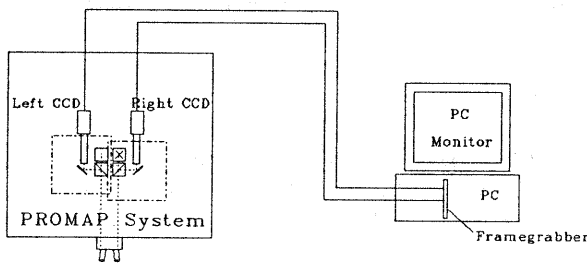 Left CCD
Right CCD
PROMAP System
PC
Monitor
PC
Framegrabber